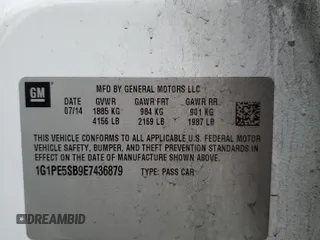 GM
MFD BY GENERAL MOTORS LLC
DATE GVWR GAWR FRT GAWR RR
07/14 1885 KG 984 KG 901 KG
4156 LB 2169 LB 1987 LB
THIS VEHICLE CONFORMS TO ALL APPLICABLE U.S. FEDERAL MOTOR
VEHICLE SAFETY, BUMPER, AND THEFT PREVENTION STANDARDS IN
EFFECT ON THE DATE OF MANUFACTURE SHOWN ABOVE.
1G1PE5SB9E7436879 TYPE: PASS CAR
DREAMBID